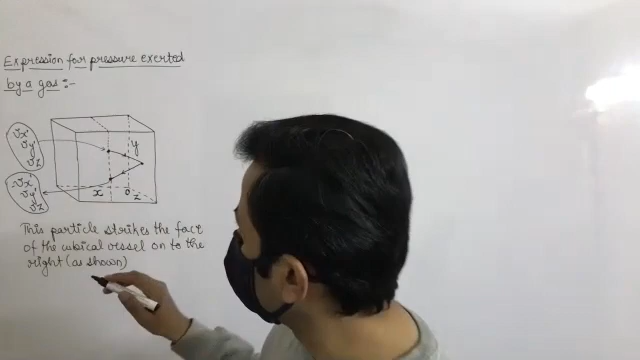 Expression for pressure exerted
by a gas :-
vx
vy
vz
y
-vx
vy
vz
x
o
z
This particle strikes the fact
of the cubical vessel on to the
right (as shown)